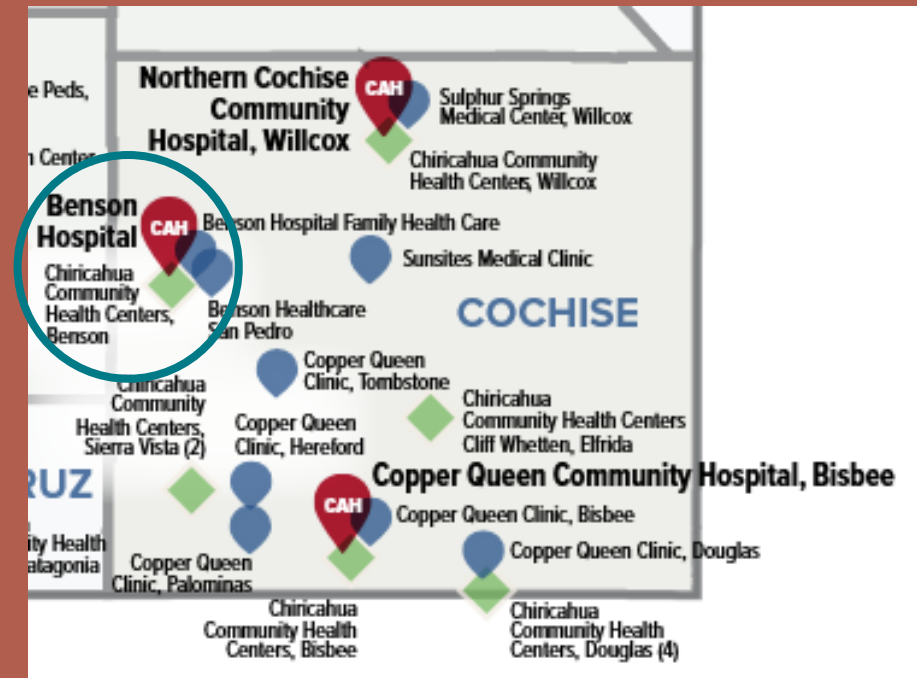 e Peds,
n Center
Northern Cochise
Community
Hospital, Willcox
CAH
Sulphur Springs
Medical Center, Willcox
Chiricahua Community
Health Centers, Willcox
Benson
Hospital
CAH
Benson Hospital Family Health Care
Chiricahua
Community
Health Centers,
Benson
Sunsites Medical Clinic
Benson Healthcare
San Pedro
COCHISE
Copper Queen
Clinic, Tombstone
Chiricahua
Community
Health Centers,
Sierra Vista (2)
Copper Queen
Clinic, Hereford
Chiricahua
Community Health Centers
Cliff Whetten, Elfrida
RUZ
Copper Queen Community Hospital, Bisbee
CAH
Copper Queen Clinic, Bisbee
ity Health
atagonia
Copper Queen
Clinic, Palominas
Copper Queen Clinic, Douglas
Chiricahua
Community Health
Centers, Bisbee
Chiricahua
Community Health
Centers, Douglas (4)